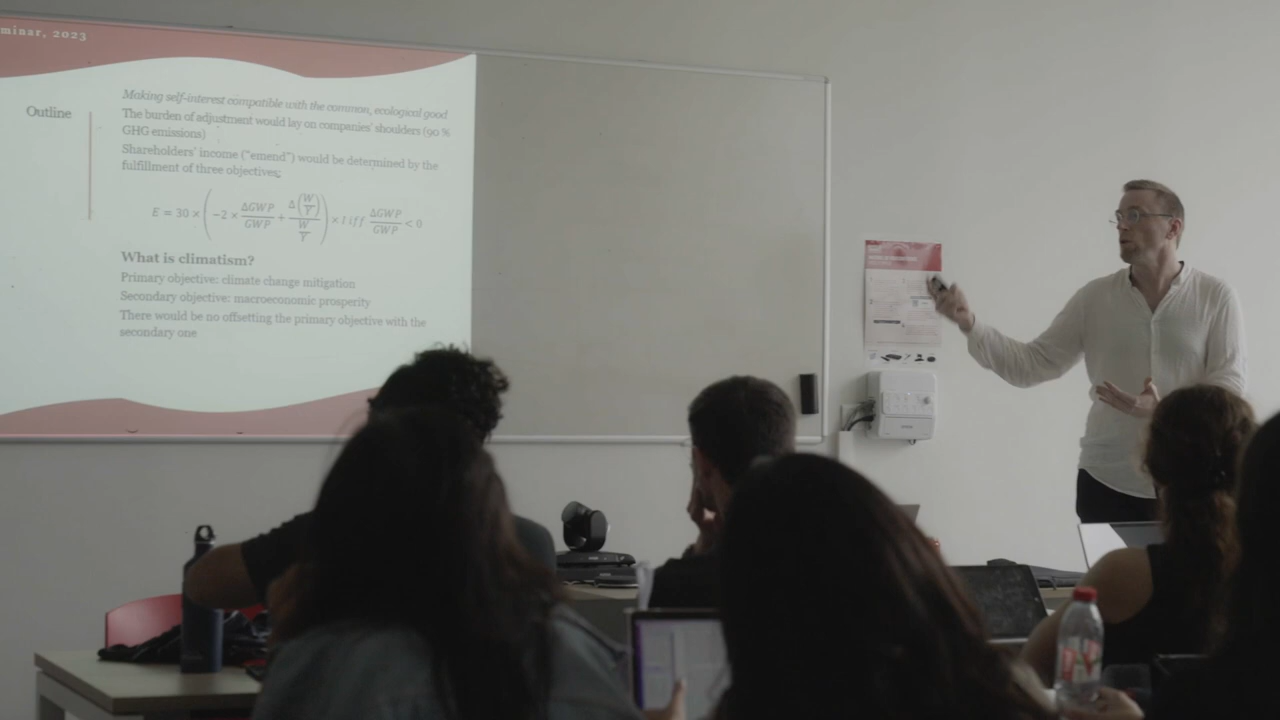 minar, 2023
Outline
Making self-interest compatible with the common, ecological good
The burden of adjustment would lay on companies' shoulders (90 %
GHG emissions)
Shareholders' income ("emend") would be determined by the
fulfillment of three objectives:
E = 30 × (−2 × ΔGWP/GWP + Δ(W/Y)/(W/Y)) × 1 iff ΔGWP/GWP < 0
What is climatism?
Primary objective: climate change mitigation
Secondary objective: macroeconomic prosperity
There would be no offsetting the primary objective with the
secondary one